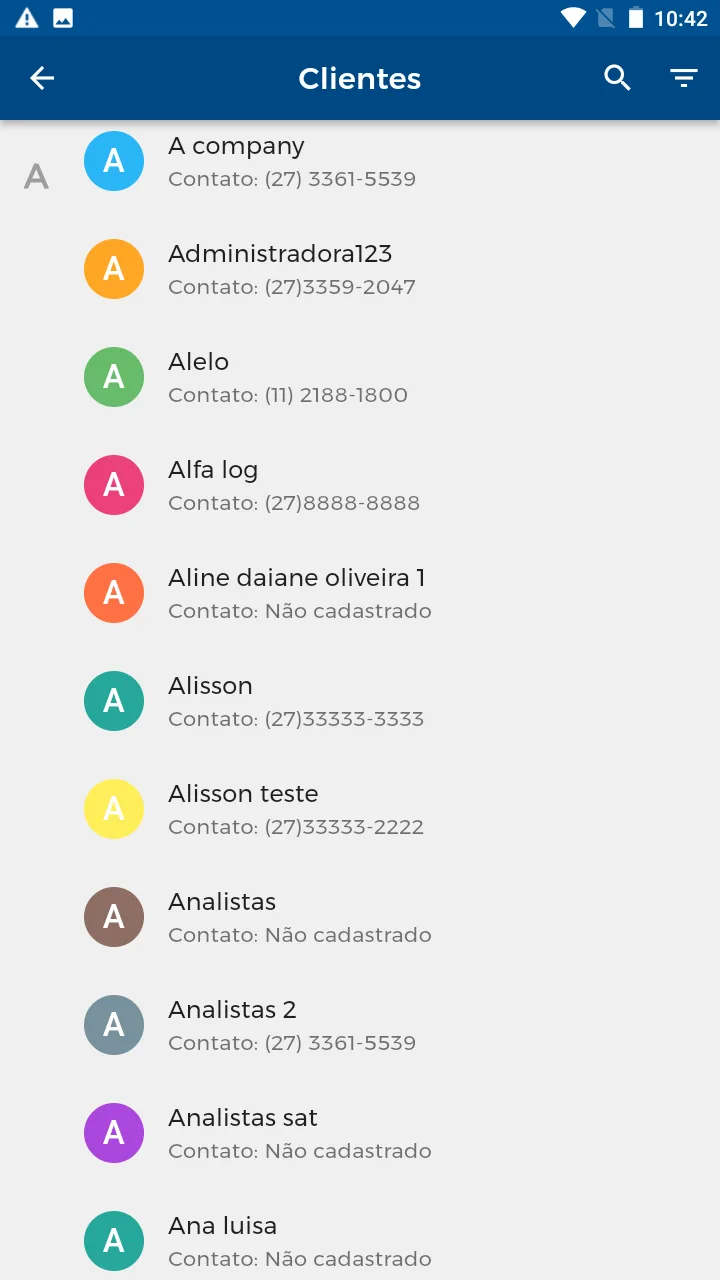 10:42
Clientes
A
A
A company
Contato: (27) 3361-5539
A
Administradora123
Contato: (27)3359-2047
A
Alelo
Contato: (11) 2188-1800
A
Alfa log
Contato: (27)8888-8888
A
Aline daiane oliveira 1
Contato: Não cadastrado
A
Alisson
Contato: (27)33333-3333
A
Alisson teste
Contato: (27)33333-2222
A
Analistas
Contato: Não cadastrado
A
Analistas 2
Contato: (27) 3361-5539
A
Analistas sat
Contato: Não cadastrado
A
Ana luisa
Contato: Não cadastrado